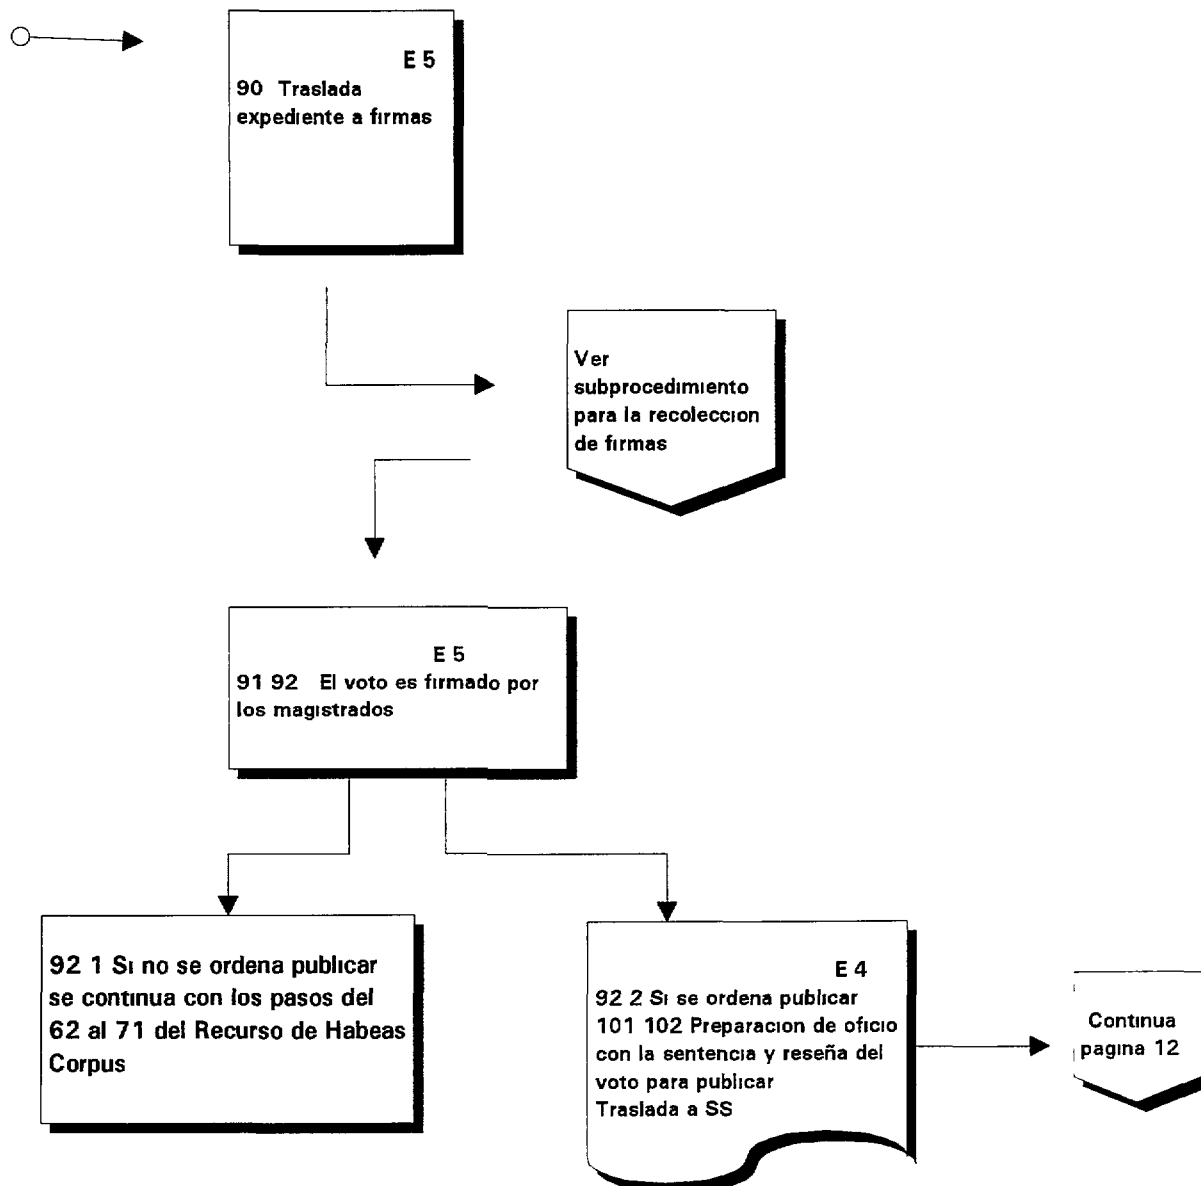 E 5
90 Traslada
expediente a firmas
Ver
subprocedimiento
para la recoleccion
de firmas
E 5
91 92 El voto es firmado por
los magistrados
92 1 Si no se ordena publicar
se continua con los pasos del
62 al 71 del Recurso de Habeas
Corpus
E 4
92 2 Si se ordena publicar
101 102 Preparacion de oficio
con la sentencia y reseña del
voto para publicar
Traslada a SS
Continua
pagina 12